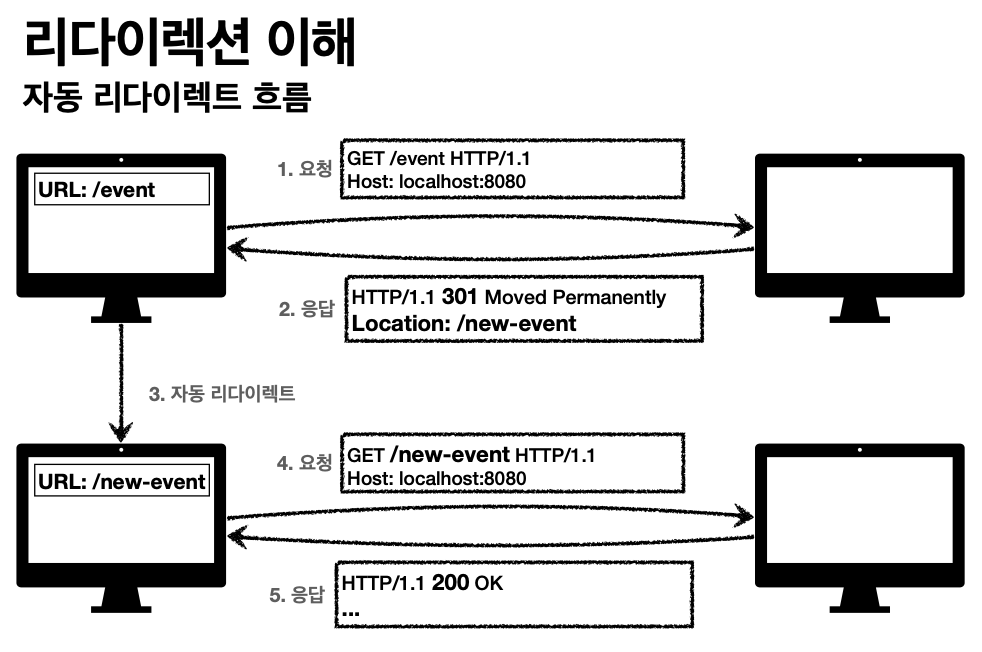 리다이렉션 이해
자동 리다이렉트 흐름
URL: /event
1. 요청
GET /event HTTP/1.1
Host: localhost:8080
2. 응답
HTTP/1.1 301 Moved Permanently
Location: /new-event
3. 자동 리다이렉트
URL: /new-event
4. 요청
GET /new-event HTTP/1.1
Host: localhost:8080
5. 응답
HTTP/1.1 200 OK
...